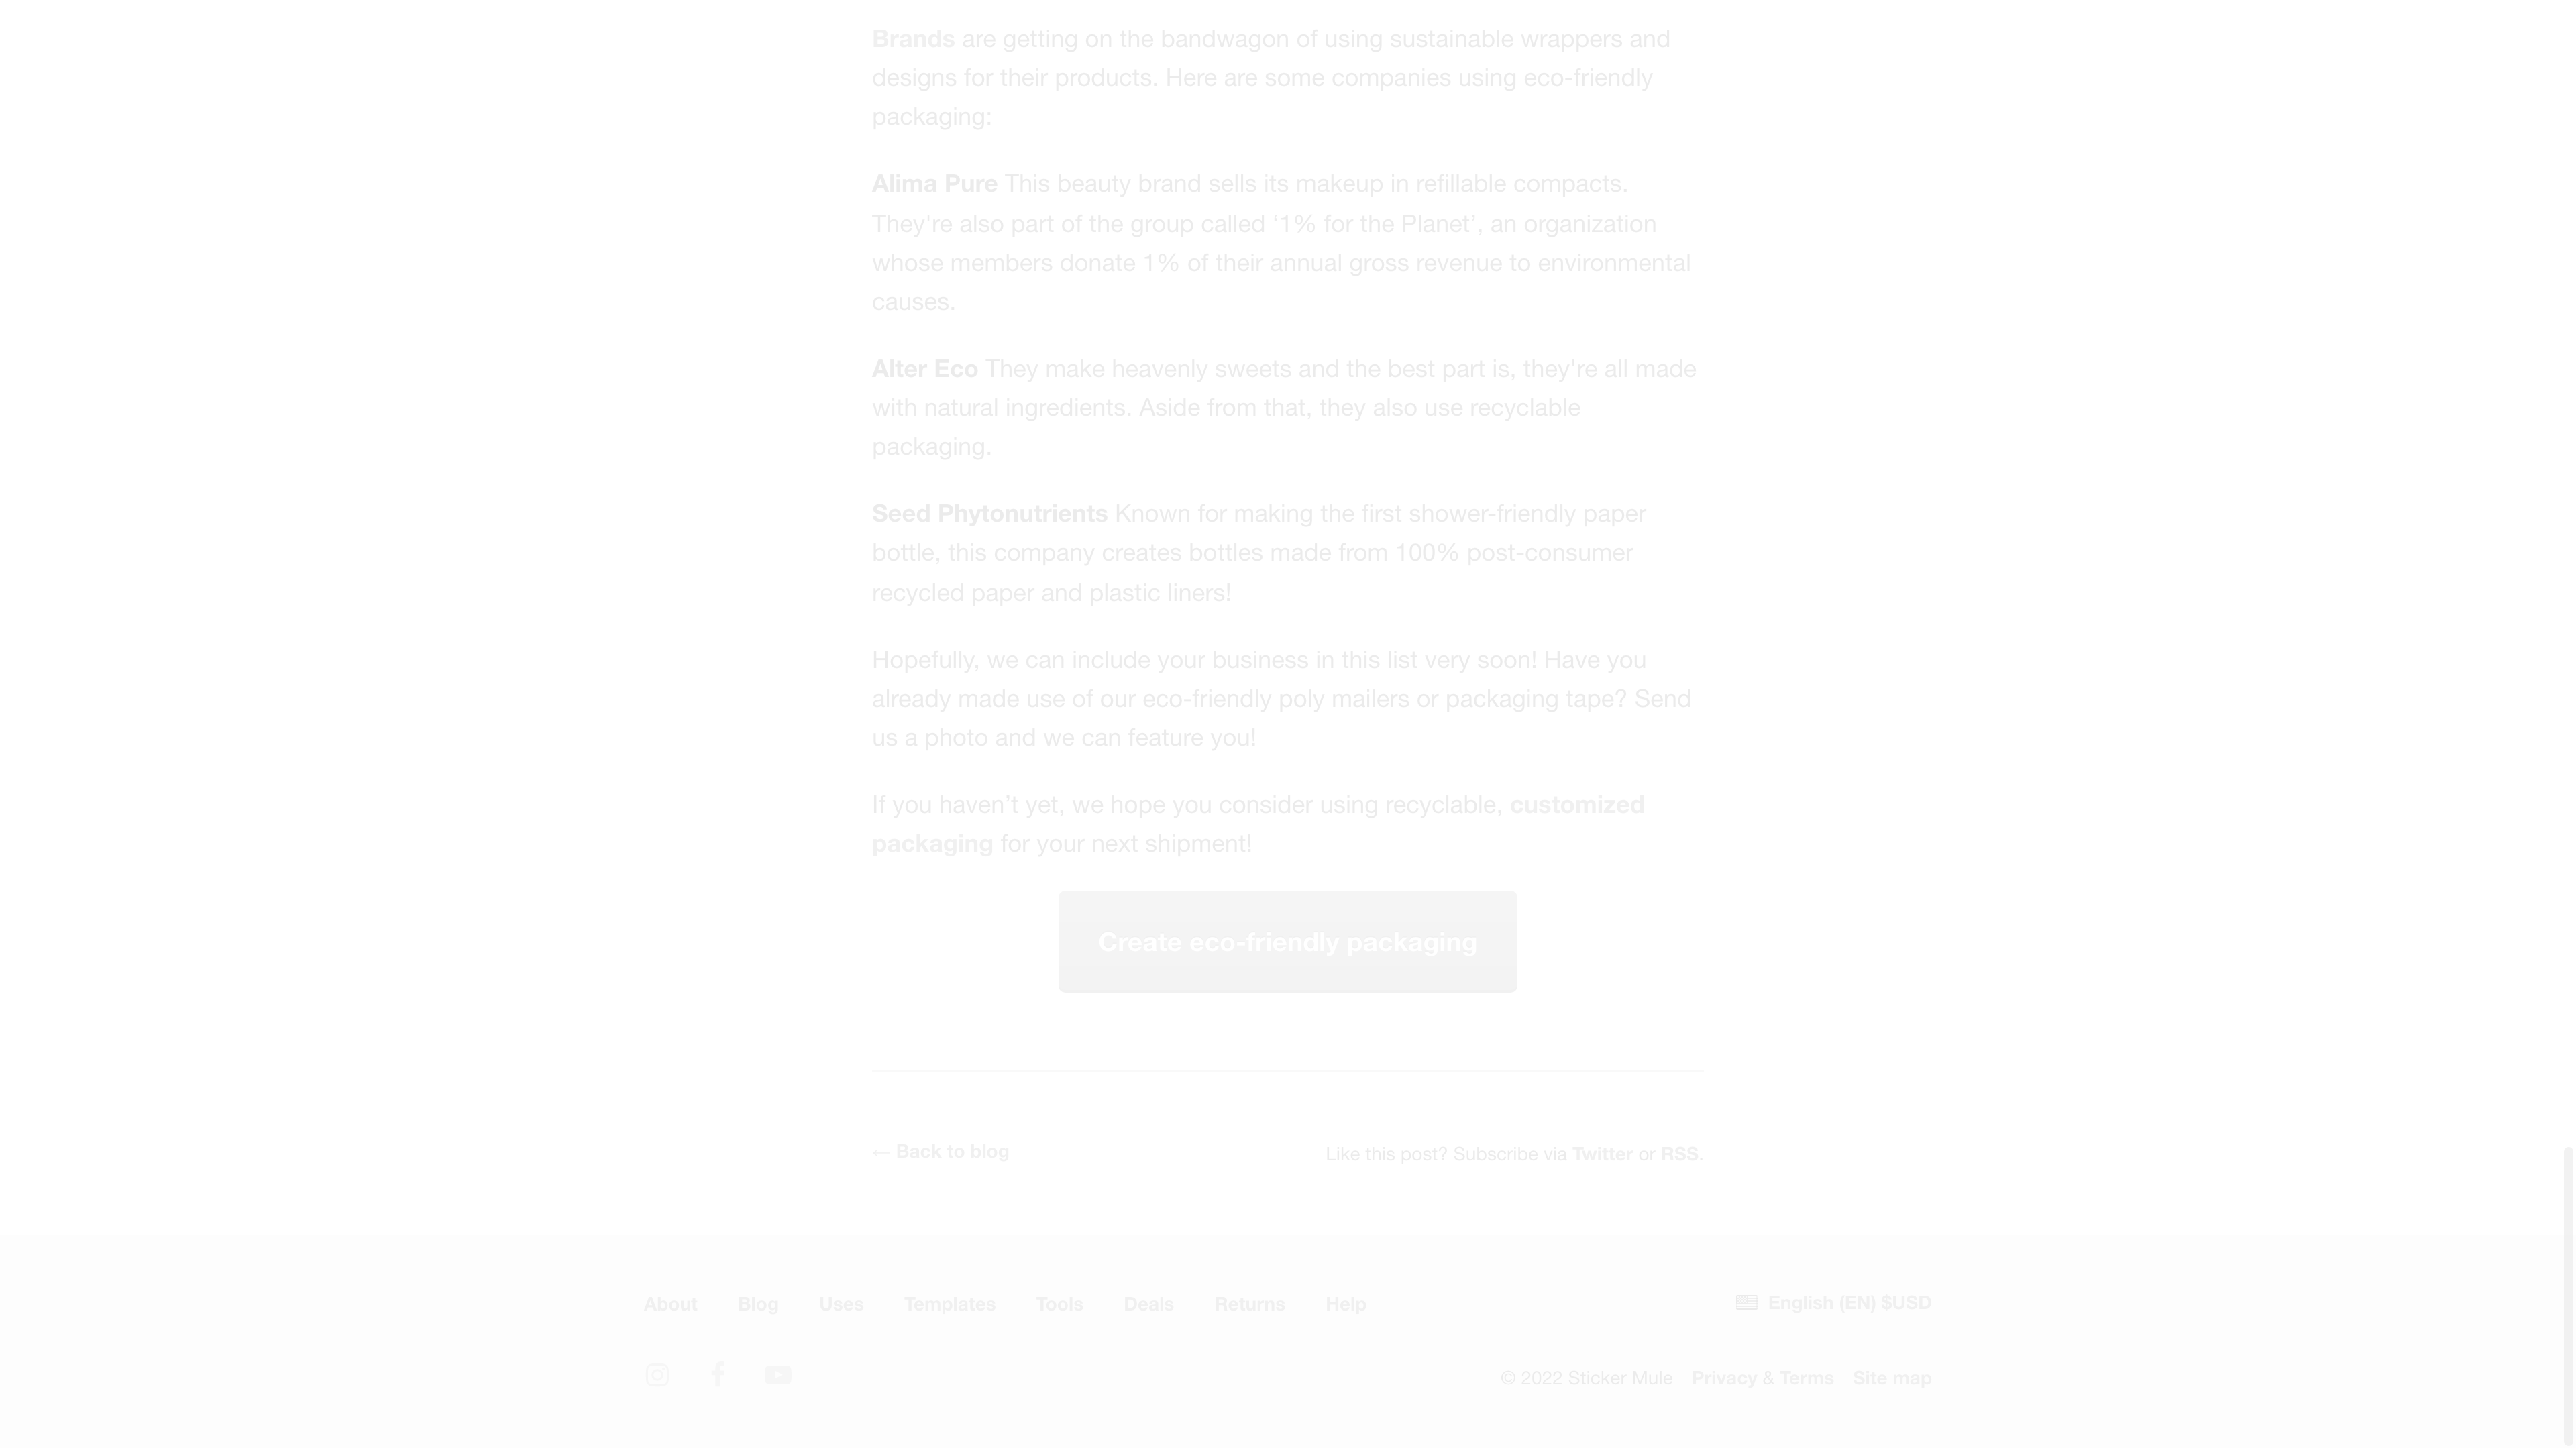 Brands are getting on the bandwagon of using sustainable wrappers and
designs for their products. Here are some companies using eco-friendly
packaging:
Alima Pure This beauty brand sells its makeup in refillable compacts.
They're also part of the group called ‘1% for the Planet’, an organization
whose members donate 1% of their annual gross revenue to environmental
causes.
Alter Eco They make heavenly sweets and the best part is, they're all made
with natural ingredients. Aside from that, they also use recyclable
packaging.
Seed Phytonutrients Known for making the first shower-friendly paper
bottle, this company creates bottles made from 100% post-consumer
recycled paper and plastic liners!
Hopefully, we can include your business in this list very soon! Have you
already made use of our eco-friendly poly mailers or packaging tape? Send
us a photo and we can feature you!
If you haven’t yet, we hope you consider using recyclable, customized
packaging for your next shipment!
Create eco-friendly packaging
← Back to blog
Like this post? Subscribe via Twitter or RSS.
About Blog Uses Templates Tools Deals Returns Help
English (EN) $USD
© 2022 Sticker Mule Privacy & Terms Site map